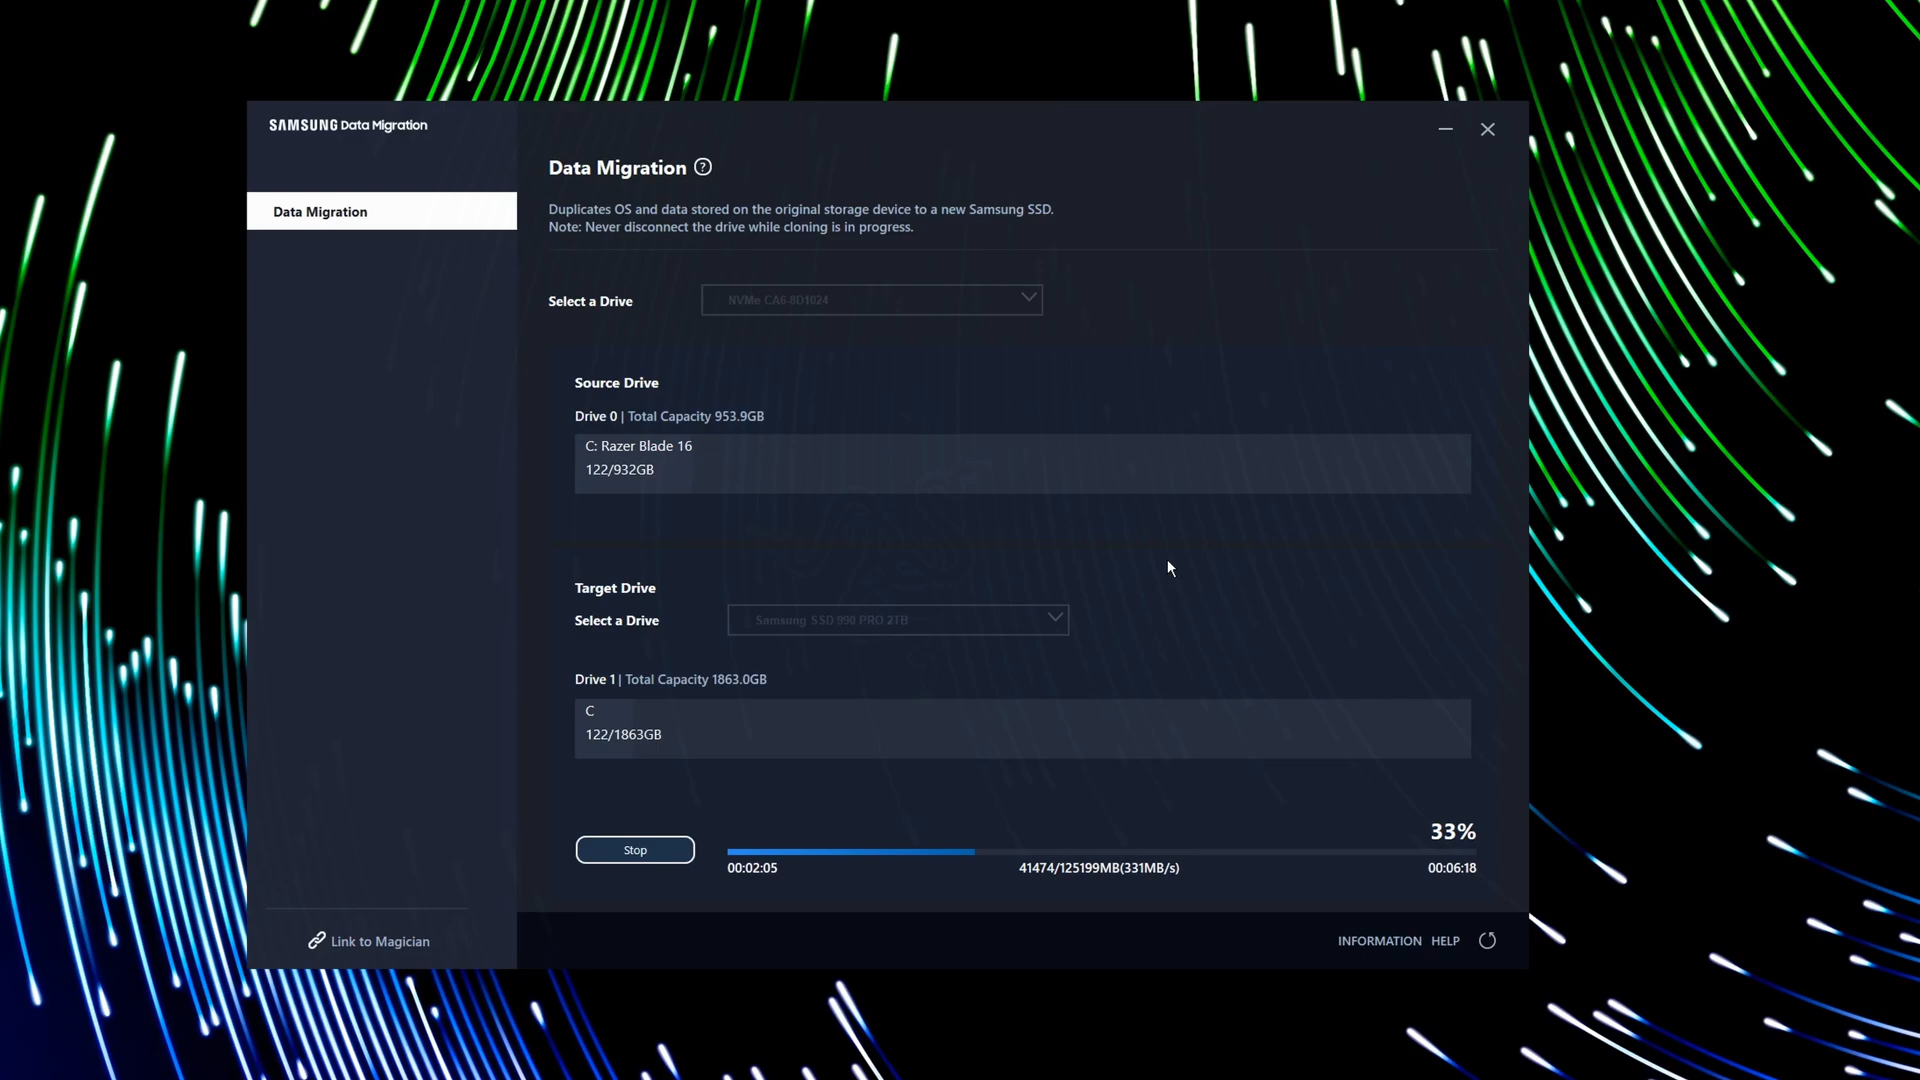 SAMSUNG Data Migration
Data Migration
Data Migration ?
Duplicates OS and data stored on the original storage device to a new Samsung SSD.
Note: Never disconnect the drive while cloning is in progress.
Select a Drive NVMe CA6-8D1024
Source Drive
Drive 0 | Total Capacity 953.9GB
C: Razer Blade 16
122/932GB
Target Drive
Select a Drive Samsung SSD 990 PRO 2TB
Drive 1 | Total Capacity 1863.0GB
C
122/1863GB
33%
Stop
00:02:05 41474/125199MB(331MB/s) 00:06:18
Link to Magician
INFORMATION HELP